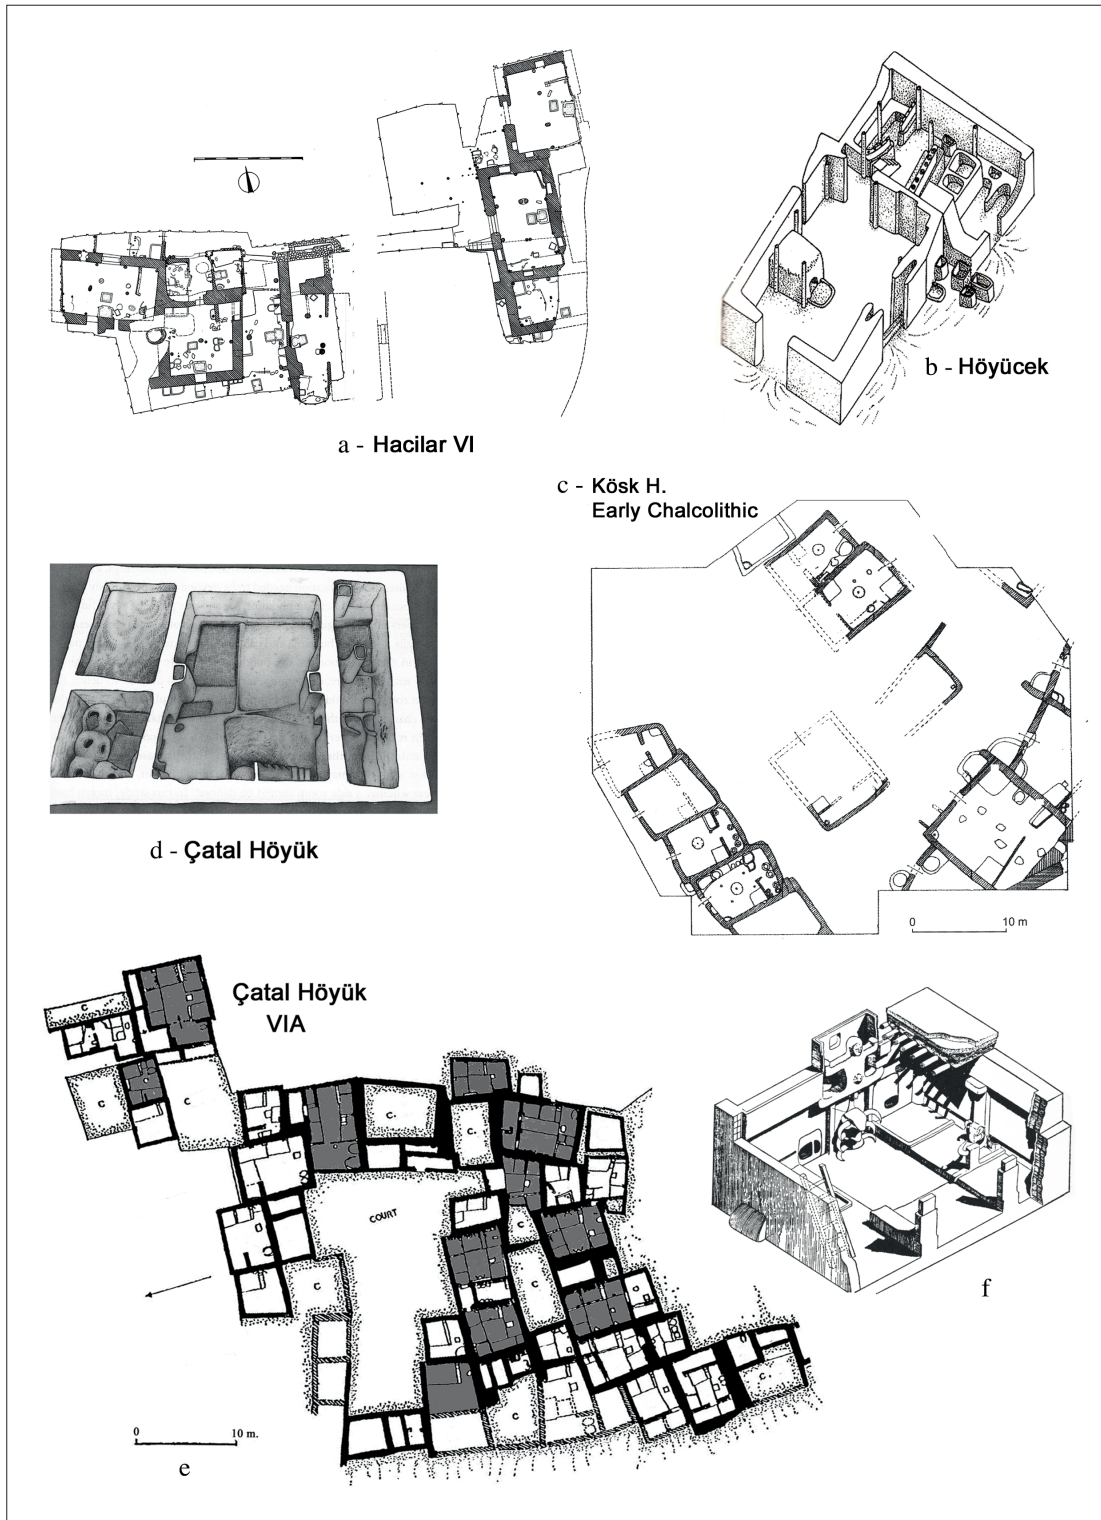 a - Hacilar VI
b - Höyücek
c - Kösk H.
Early Chalcolithic
0 10 m
d - Çatal Höyük
Çatal Höyük
VIA
C
C
C
C.
C.
C
COURT
C
C
C
C.
0 10 m.
e
f